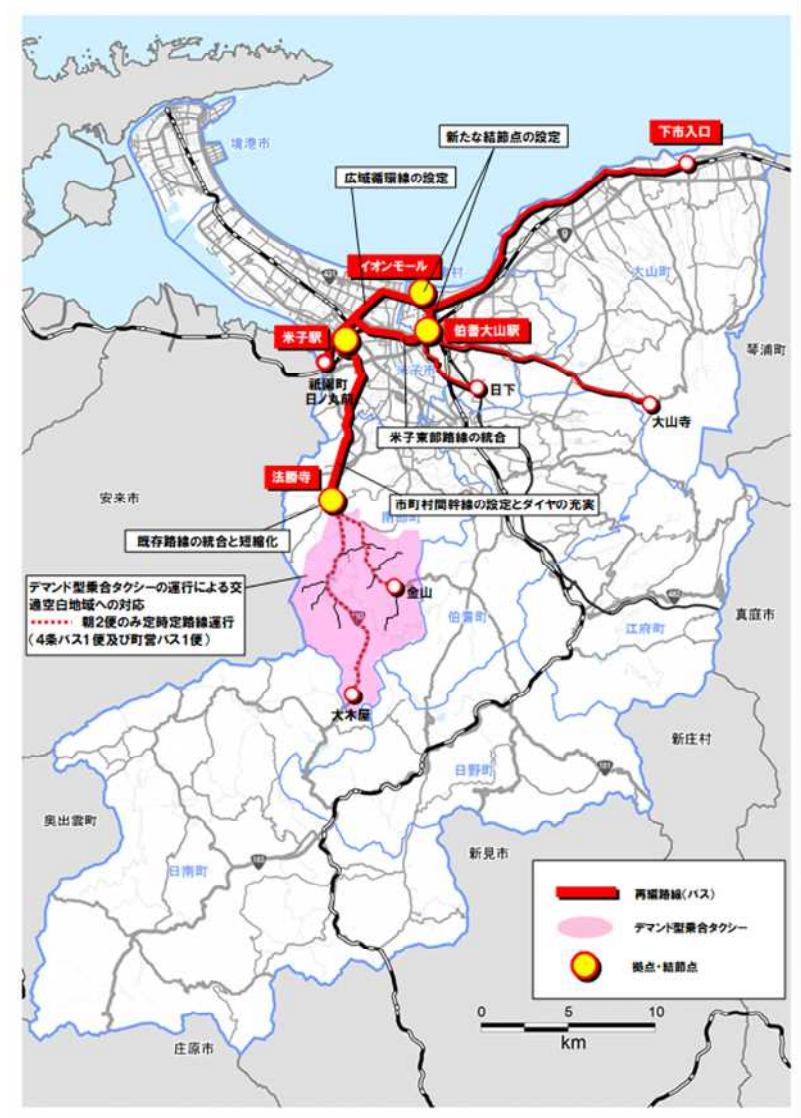 下市入口
新たな結節点の設定
境港市
広域循環線の設定
9
イオンモール
村
431
大山町
米子駅
伯耆大山駅
琴浦町
米子市
祇園町
日ノ丸前
日下
大山寺
米子東部路線の統合
法勝寺
安来市
市町村間幹線の設定とダイヤの充実
南部町
既存路線の統合と短縮化
デマンド型乗合タクシーの運行による交
通空白地域への対応
朝2便のみ定時定路線運行
(4条バス1便及び町営バス1便)
金山
伯耆町
江府町
真庭市
大木屋
新庄村
日野町
181
奥出雲町
新見市
日南町
183
再編路線(バス)
デマンド型乗合タクシー
拠点・結節点
0 5 10
km
庄原市